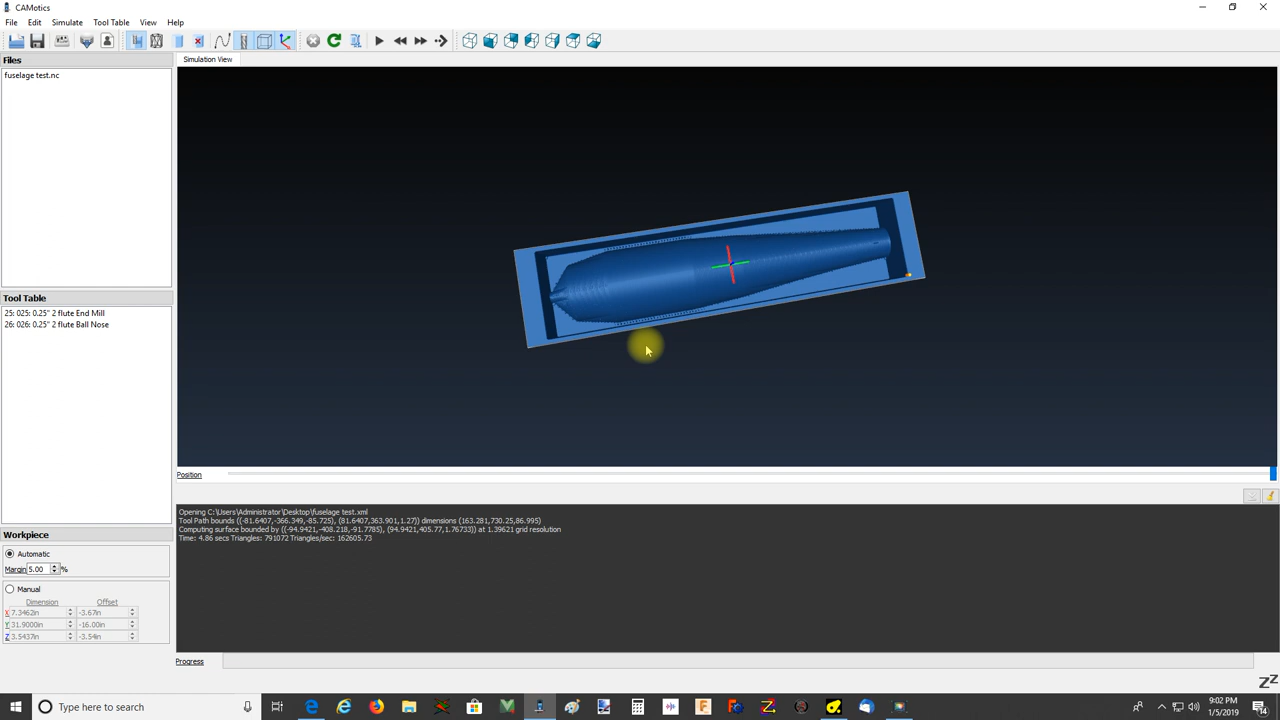 CAMotics
File Edit Simulate Tool Table View Help
Files
Simulation View
fuselage test.nc
Tool Table
25: 025: 0.25" 2 flute End Mill
26: 026: 0.25" 2 flute Ball Nose
Position
Opening C:\Users\Administrator\Desktop\fuselage test.xml
Tool Path bounds ((-81.6407,-366.349,-85.725), (81.6407,363.901,1.27)) dimensions (163.281,730.25,86.995)
Computing surface bounded by ((-94.9421,-408.218,-91.7785), (94.9421,405.77,1.76733)) at 1.39621 grid resolution
Time: 4.86 secs Triangles: 791072 Triangles/sec: 162605.73
Workpiece
Automatic
Margin 5.00 %
Manual
Dimension Offset
X 7.3462in -3.67in
Y 31.9000in -16.00in
Z 3.5437in -3.54in
Progress
zz
Type here to search
9:02 PM
1/5/2019